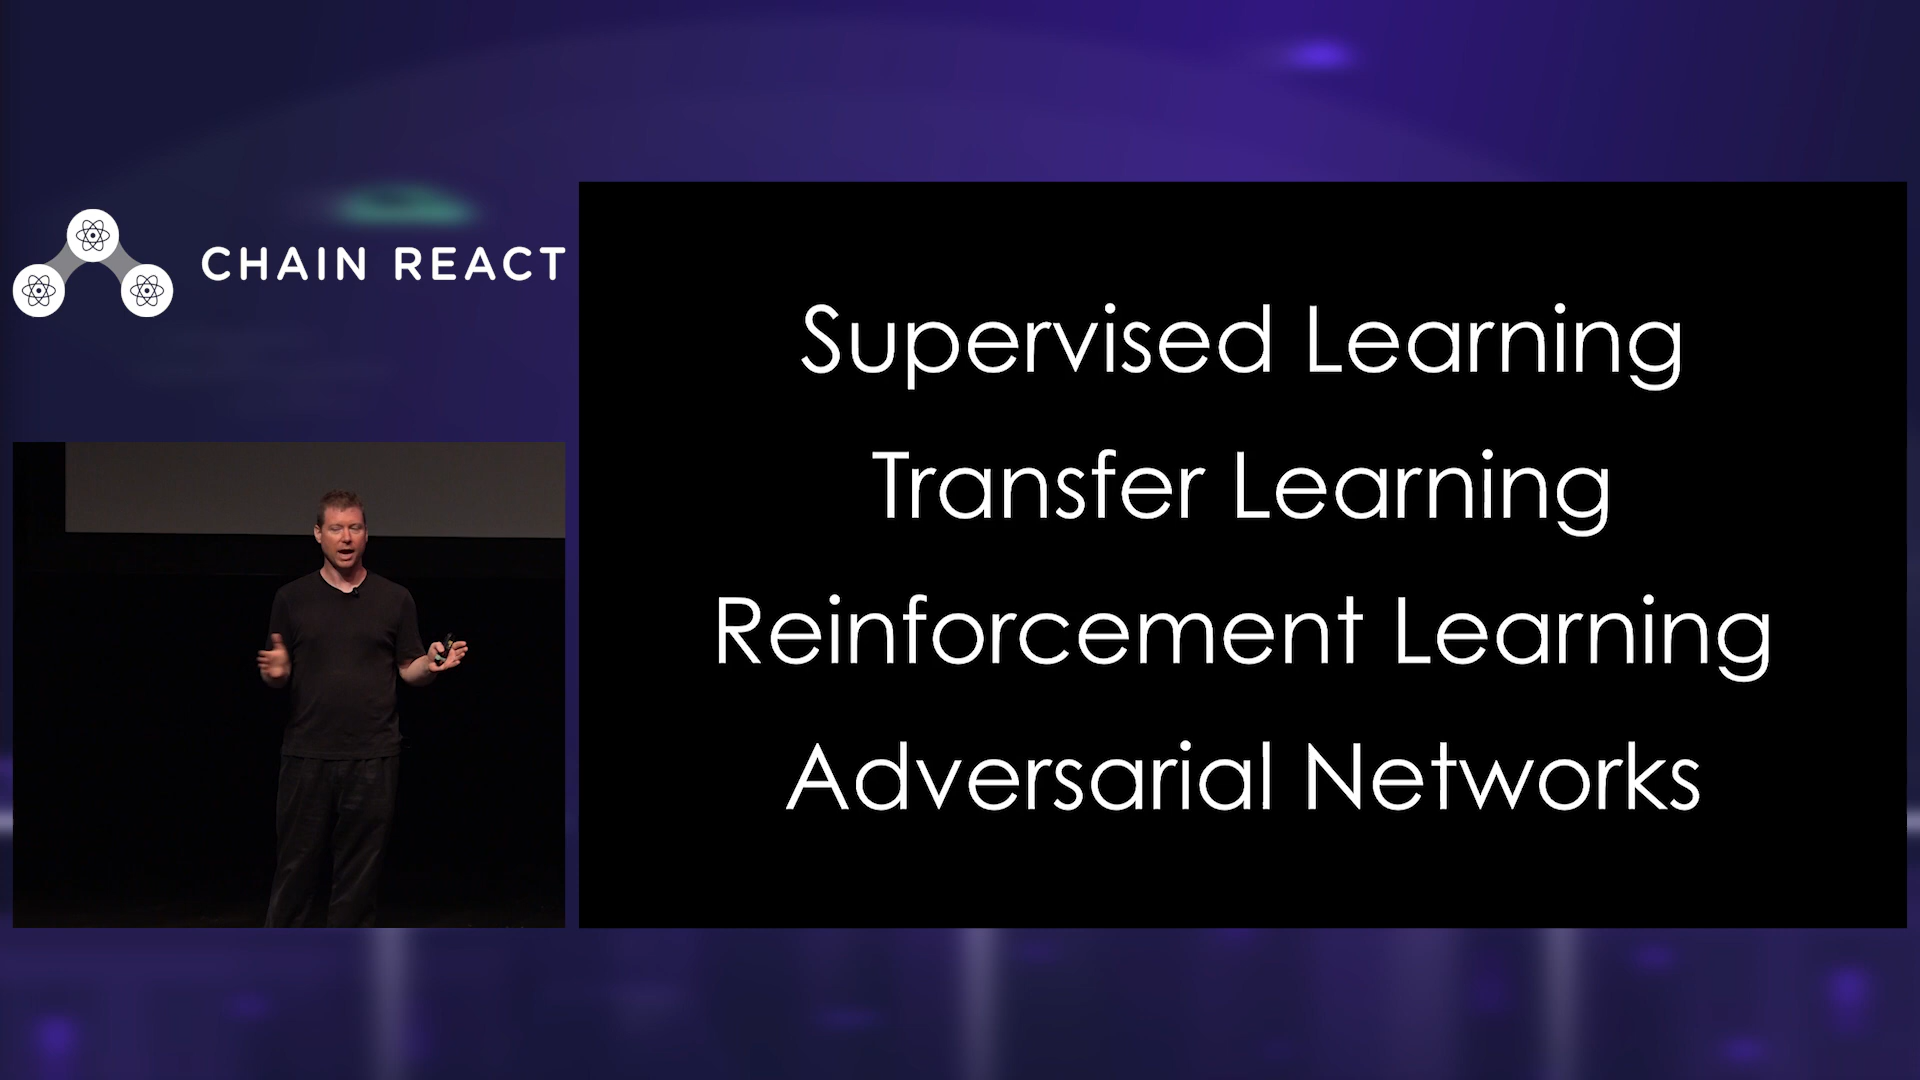 CHAIN REACT
Supervised Learning
Transfer Learning
Reinforcement Learning
Adversarial Networks